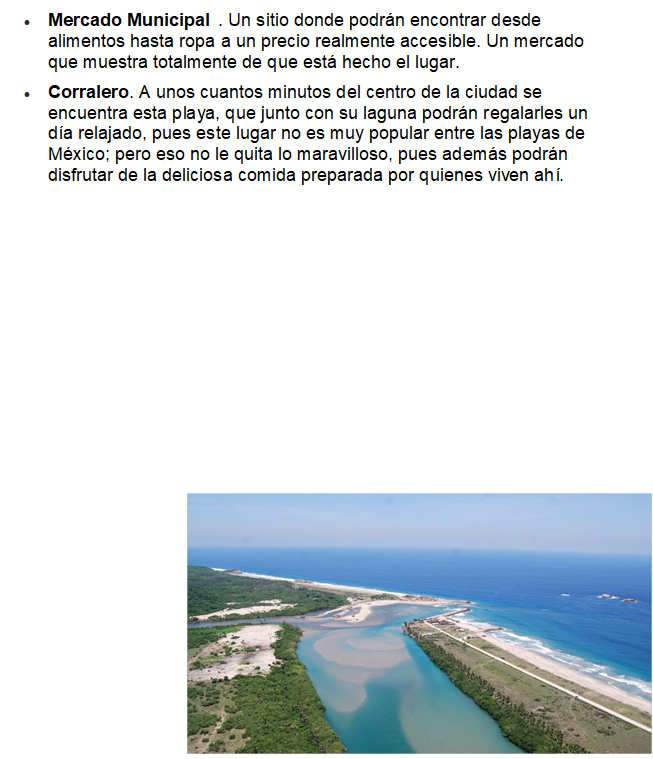 • Mercado Municipal . Un sitio donde podrán encontrar desde
alimentos hasta ropa a un precio realmente accesible. Un mercado
que muestra totalmente de que está hecho el lugar.
• Corralero. A unos cuantos minutos del centro de la ciudad se
encuentra esta playa, que junto con su laguna podrán regalarles un
día relajado, pues este lugar no es muy popular entre las playas de
México; pero eso no le quita lo maravilloso, pues además podrán
disfrutar de la deliciosa comida preparada por quienes viven ahí.